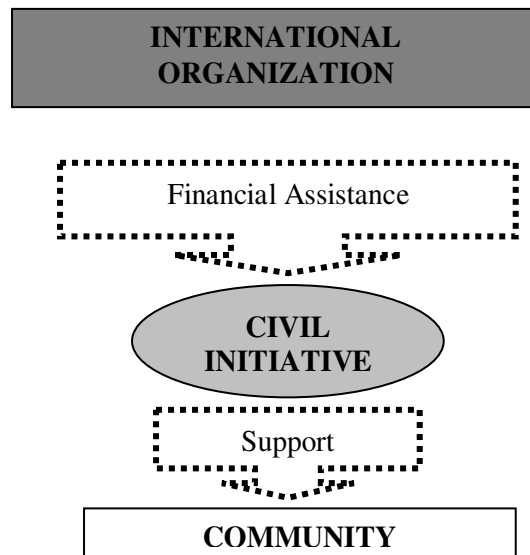 INTERNATIONAL
ORGANIZATION
Financial Assistance
CIVIL
INITIATIVE
Support
COMMUNITY